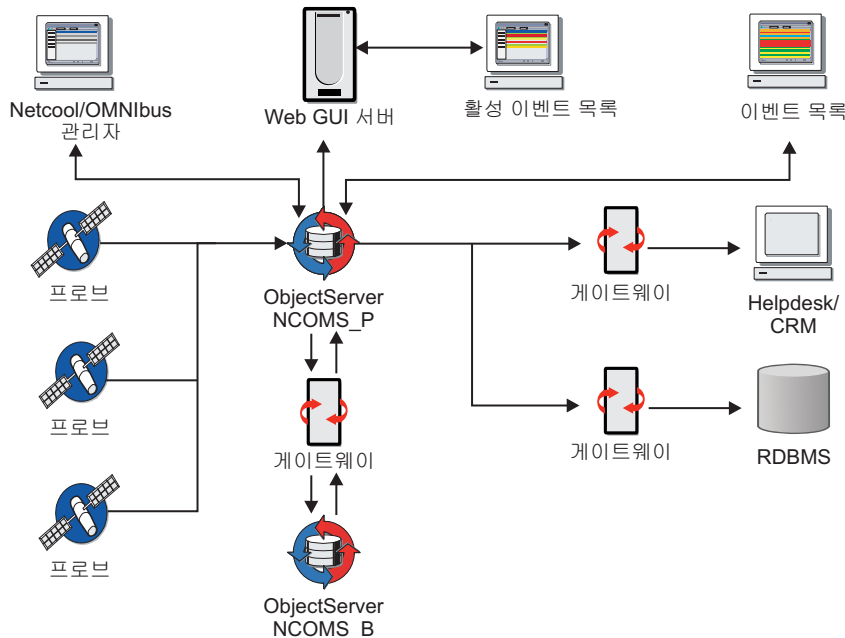 Netcool/OMNIbus
관리자
Web GUI 서버
활성 이벤트 목록
이벤트 목록
프로브
ObjectServer
NCOMS_P
게이트웨이
Helpdesk/
CRM
프로브
게이트웨이
게이트웨이
RDBMS
프로브
ObjectServer
NCOMS_B